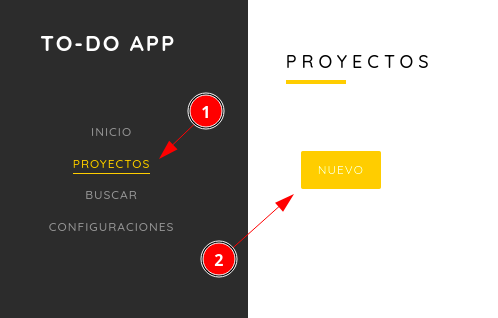 TO-DO APP
PROYECTOS
1
INICIO
PROYECTOS
NUEVO
BUSCAR
CONFIGURACIONES
2